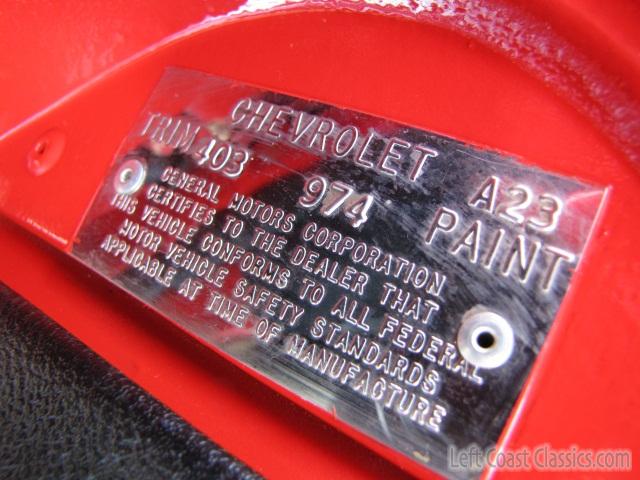 CHEVROLET
TRIM 403 974 A23
PAINT
GENERAL MOTORS CORPORATION
CERTIFIES TO THE DEALER THAT
THIS VEHICLE CONFORMS TO ALL FEDERAL
MOTOR VEHICLE SAFETY STANDARDS
APPLICABLE AT TIME OF MANUFACTURE
Left Coast Classics.com